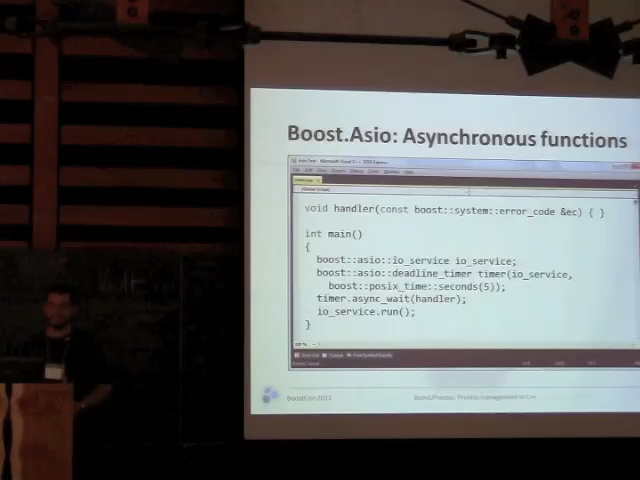 Boost.Asio: Asynchronous functions
void handler(const boost::system::error_code &ec) { }
int main()
{
boost::asio::io_service io_service;
boost::asio::deadline_timer timer(io_service,
boost::posix_time::seconds(5));
timer.async_wait(handler);
io_service.run();
}
BoostCon 2011
Boost.Process: Process management in C++